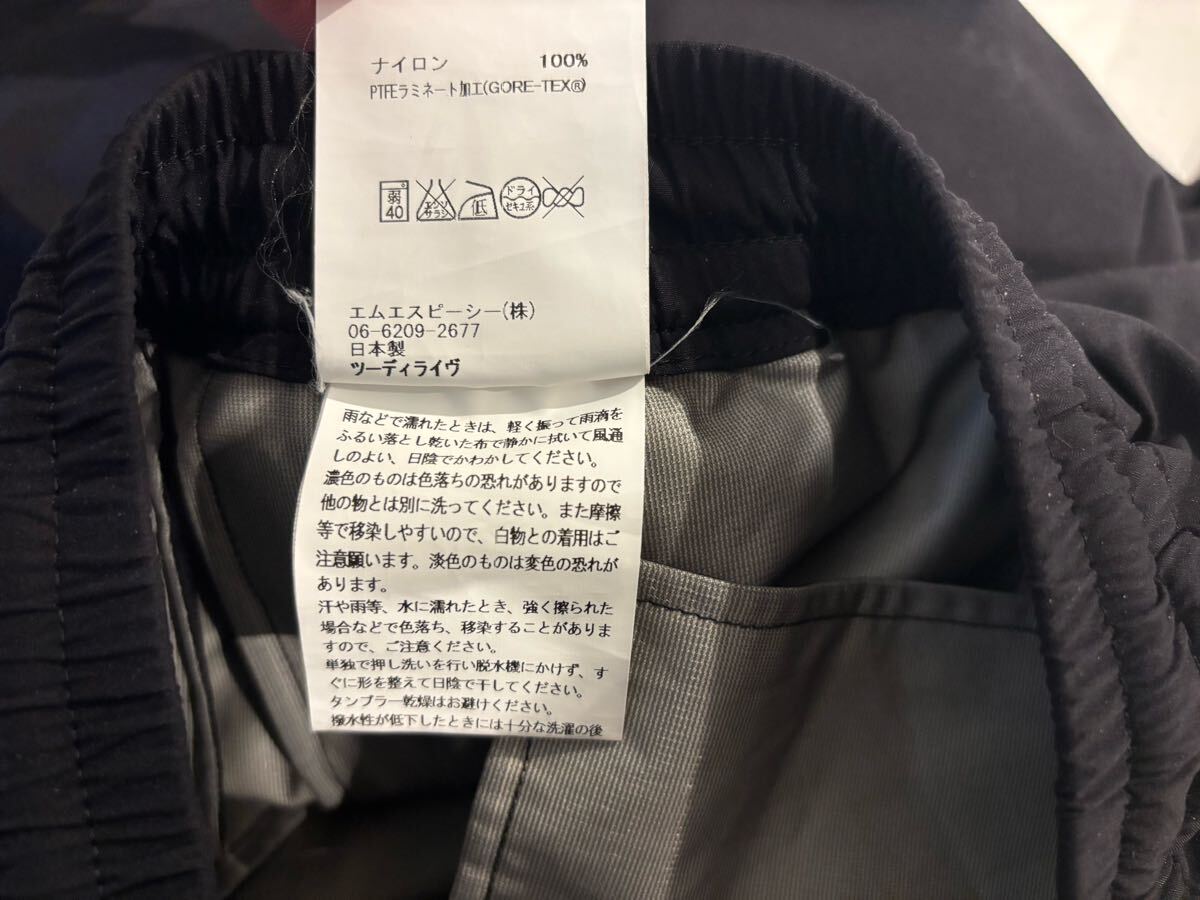 ナイロン 100%
PTFEラミネート加工(GORE-TEX®)
弱 40 エンソ サラシ 低 ドライ セキユ系
エムエスピーシー(株)
06-6209-2677
日本製
ツーディライヴ
雨などで濡れたときは、軽く振って雨滴を
ふるい落とし乾いた布で静かに拭いて風通
しのよい、日陰でかわかしてください。
濃色のものは色落ちの恐れがありますので
他の物とは別に洗ってください。また摩擦
等で移染しやすいので、白物との着用はご
注意願います。淡色のものは変色の恐れが
あります。
汗や雨等、水に濡れたとき、強く擦られた
場合などで色落ち、移染することがありま
すので、ご注意ください。
単独で押し洗いを行い脱水機にかけず、す
ぐに形を整えて日陰で干してください。
タンブラー乾燥はお避けください。
撥水性が低下したときには十分な洗濯の後